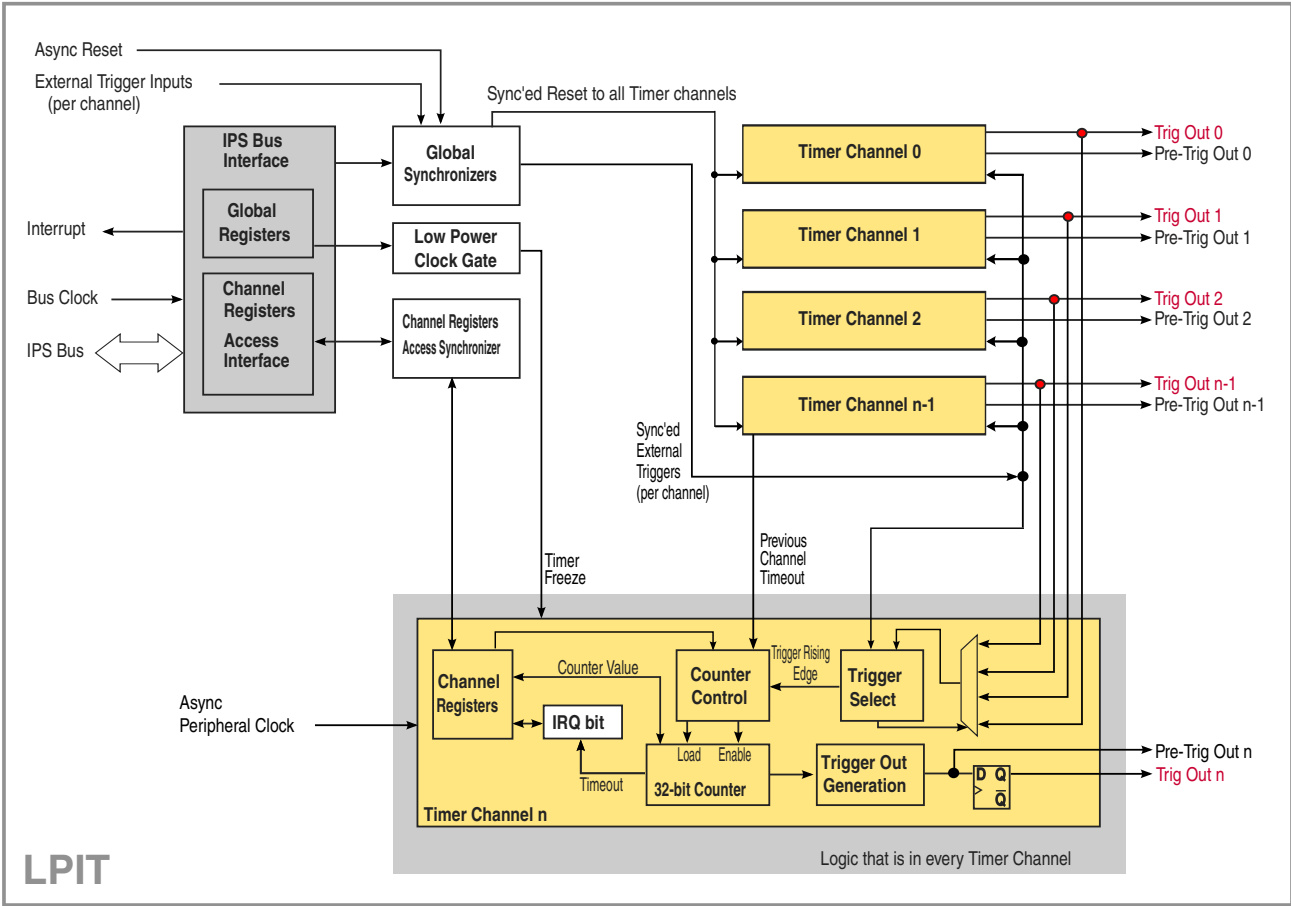 Async Reset
External Trigger Inputs
(per channel)
Sync'ed Reset to all Timer channels
IPS Bus
Interface
Global
Registers
Channel
Registers
Access
Interface
Interrupt
Bus Clock
IPS Bus
Global
Synchronizers
Low Power
Clock Gate
Channel Registers
Access Synchronizer
Timer Channel 0
Trig Out 0
Pre-Trig Out 0
Timer Channel 1
Trig Out 1
Pre-Trig Out 1
Timer Channel 2
Trig Out 2
Pre-Trig Out 2
Timer Channel n-1
Trig Out n-1
Pre-Trig Out n-1
Sync'ed
External
Triggers
(per channel)
Timer
Freeze
Previous
Channel
Timeout
Async
Peripheral Clock
Channel
Registers
Counter Value
IRQ bit
Timeout
Counter
Control
Load
Enable
32-bit Counter
Trigger Rising
Edge
Trigger
Select
Trigger Out
Generation
D Q
Q
Pre-Trig Out n
Trig Out n
Timer Channel n
Logic that is in every Timer Channel
LPIT